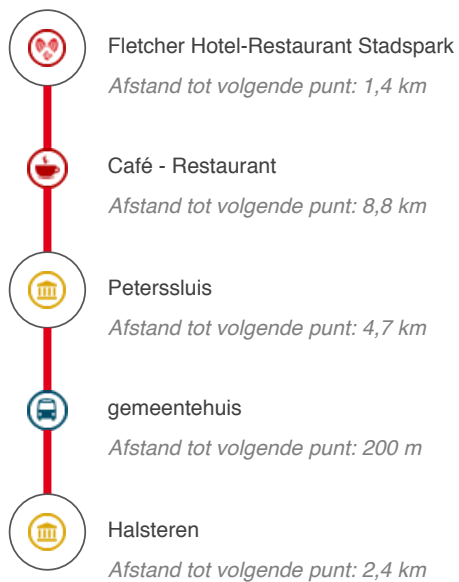 Fletcher Hotel-Restaurant Stadspark
Afstand tot volgende punt: 1,4 km
Café - Restaurant
Afstand tot volgende punt: 8,8 km
Peterssluis
Afstand tot volgende punt: 4,7 km
gemeentehuis
Afstand tot volgende punt: 200 m
Halsteren
Afstand tot volgende punt: 2,4 km